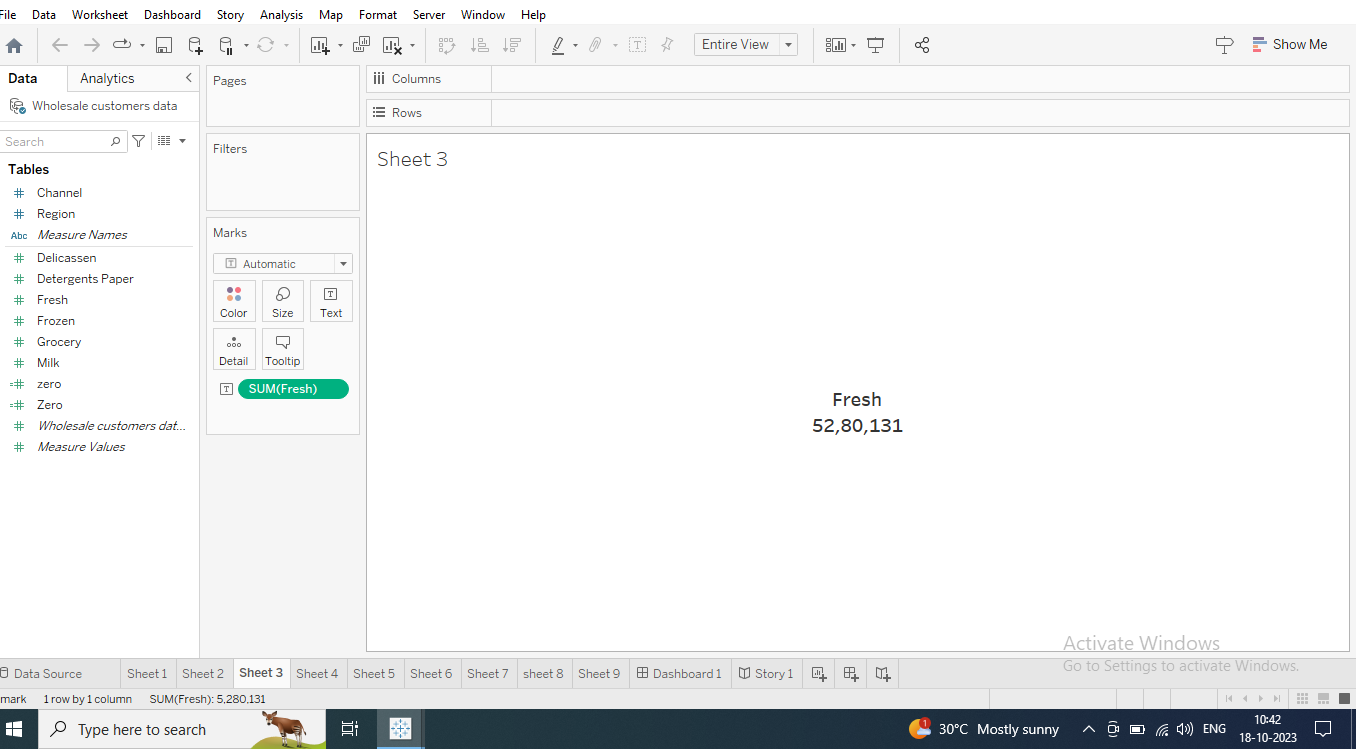 File Data Worksheet Dashboard Story Analysis Map Format Server Window Help
Entire View
Show Me
Data Analytics
Wholesale customers data
Search
Tables
Channel
Region
Abc Measure Names
Delicassen
Detergents Paper
Fresh
Frozen
Grocery
Milk
zero
Zero
Wholesale customers dat...
Measure Values
Pages
Filters
Marks
Automatic
Color Size Text
Detail Tooltip
SUM(Fresh)
Columns
Rows
Sheet 3
Fresh
52,80,131
Activate Windows
Go to Settings to activate Windows.
Data Source Sheet 1 Sheet 2 Sheet 3 Sheet 4 Sheet 5 Sheet 6 Sheet 7 sheet 8 Sheet 9 Dashboard 1 Story 1
mark 1 row by 1 column SUM(Fresh): 5,280,131
Type here to search
1 30°C Mostly sunny ENG
10:42
18-10-2023